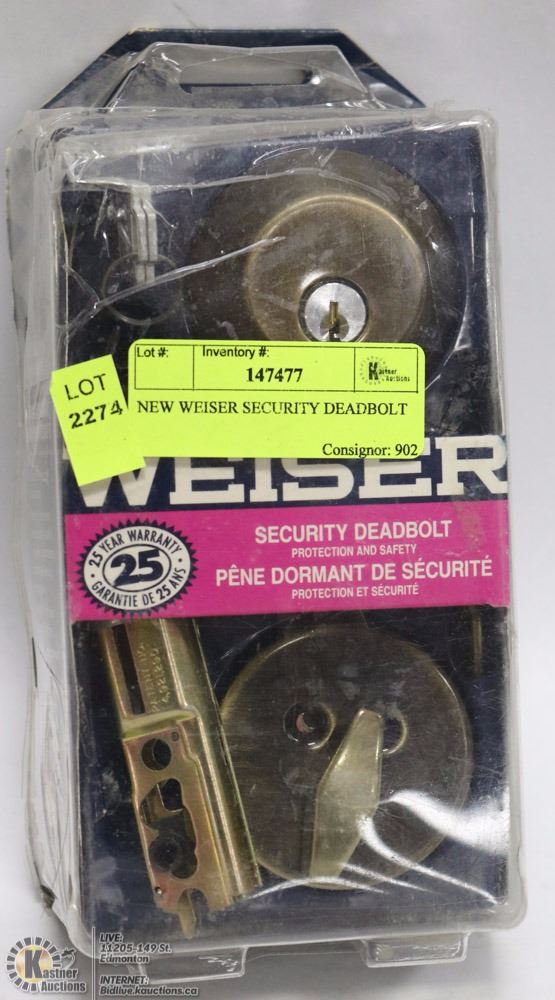 Lot #:
Inventory #:
147477
Kastner
Auctions
LOT
2274
NEW WEISER SECURITY DEADBOLT
Consignor: 902
WEISER
SECURITY DEADBOLT
PROTECTION AND SAFETY
PÊNE DORMANT DE SÉCURITÉ
PROTECTION ET SÉCURITÉ
25 YEAR WARRANTY
25
GARANTIE DE 25 ANS
Kastner
Auctions
LIVE:
11205-149 St.
Edmonton
INTERNET:
Bidlive.kauctions.ca